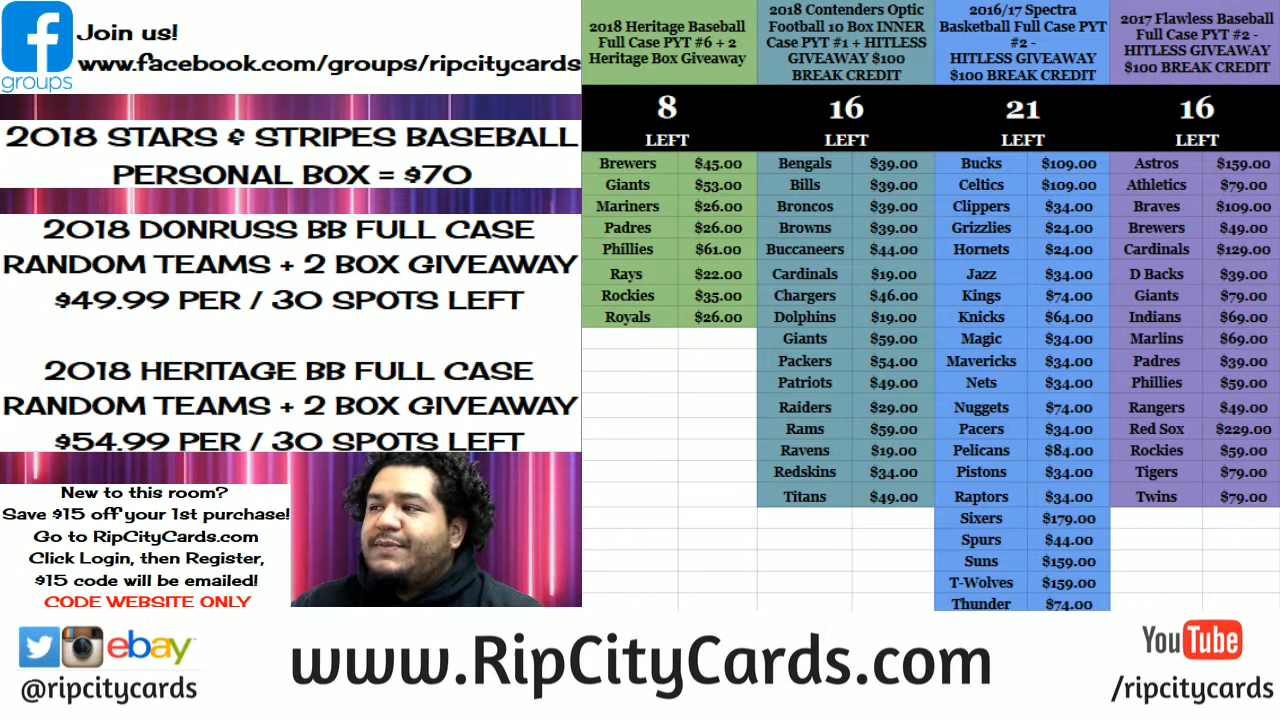 groups
Join us!
www.facebook.com/groups/ripcitycards
2018 STARS & STRIPES BASEBALL
PERSONAL BOX = $70
2018 DONRUSS BB FULL CASE
RANDOM TEAMS + 2 BOX GIVEAWAY
$49.99 PER / 30 SPOTS LEFT
2018 HERITAGE BB FULL CASE
RANDOM TEAMS + 2 BOX GIVEAWAY
$54.99 PER / 30 SPOTS LEFT
New to this room?
Save $15 off your 1st purchase!
Go to RipCityCards.com
Click Login, then Register,
$15 code will be emailed!
CODE WEBSITE ONLY
2018 Heritage Baseball
Full Case PYT #6 + 2
Heritage Box Giveaway
8
LEFT
Brewers $45.00
Giants $53.00
Mariners $26.00
Padres $26.00
Phillies $61.00
Rays $22.00
Rockies $35.00
Royals $26.00
2018 Contenders Optic
Football 10 Box INNER
Case PYT #1 + HITLESS
GIVEAWAY $100
BREAK CREDIT
16
LEFT
Bengals $39.00
Bills $39.00
Broncos $39.00
Browns $39.00
Buccaneers $44.00
Cardinals $19.00
Chargers $46.00
Dolphins $19.00
Giants $59.00
Packers $54.00
Patriots $49.00
Raiders $29.00
Rams $59.00
Ravens $19.00
Redskins $34.00
Titans $49.00
2016/17 Spectra
Basketball Full Case PYT
#2 -
HITLESS GIVEAWAY
$100 BREAK CREDIT
21
LEFT
Bucks $109.00
Celtics $109.00
Clippers $34.00
Grizzlies $24.00
Hornets $24.00
Jazz $34.00
Kings $74.00
Knicks $64.00
Magic $34.00
Mavericks $34.00
Nets $34.00
Nuggets $74.00
Pacers $34.00
Pelicans $84.00
Pistons $34.00
Raptors $34.00
Sixers $179.00
Spurs $44.00
Suns $159.00
T-Wolves $159.00
Thunder $74.00
2017 Flawless Baseball
Full Case PYT #2 -
HITLESS GIVEAWAY
$100 BREAK CREDIT
16
LEFT
Astros $159.00
Athletics $79.00
Braves $109.00
Brewers $49.00
Cardinals $129.00
D Backs $39.00
Giants $79.00
Indians $69.00
Marlins $69.00
Padres $39.00
Phillies $59.00
Rangers $49.00
Red Sox $229.00
Rockies $59.00
Tigers $79.00
Twins $79.00
ebay
@ripcitycards
www.RipCityCards.com
YouTube
/ripcitycards